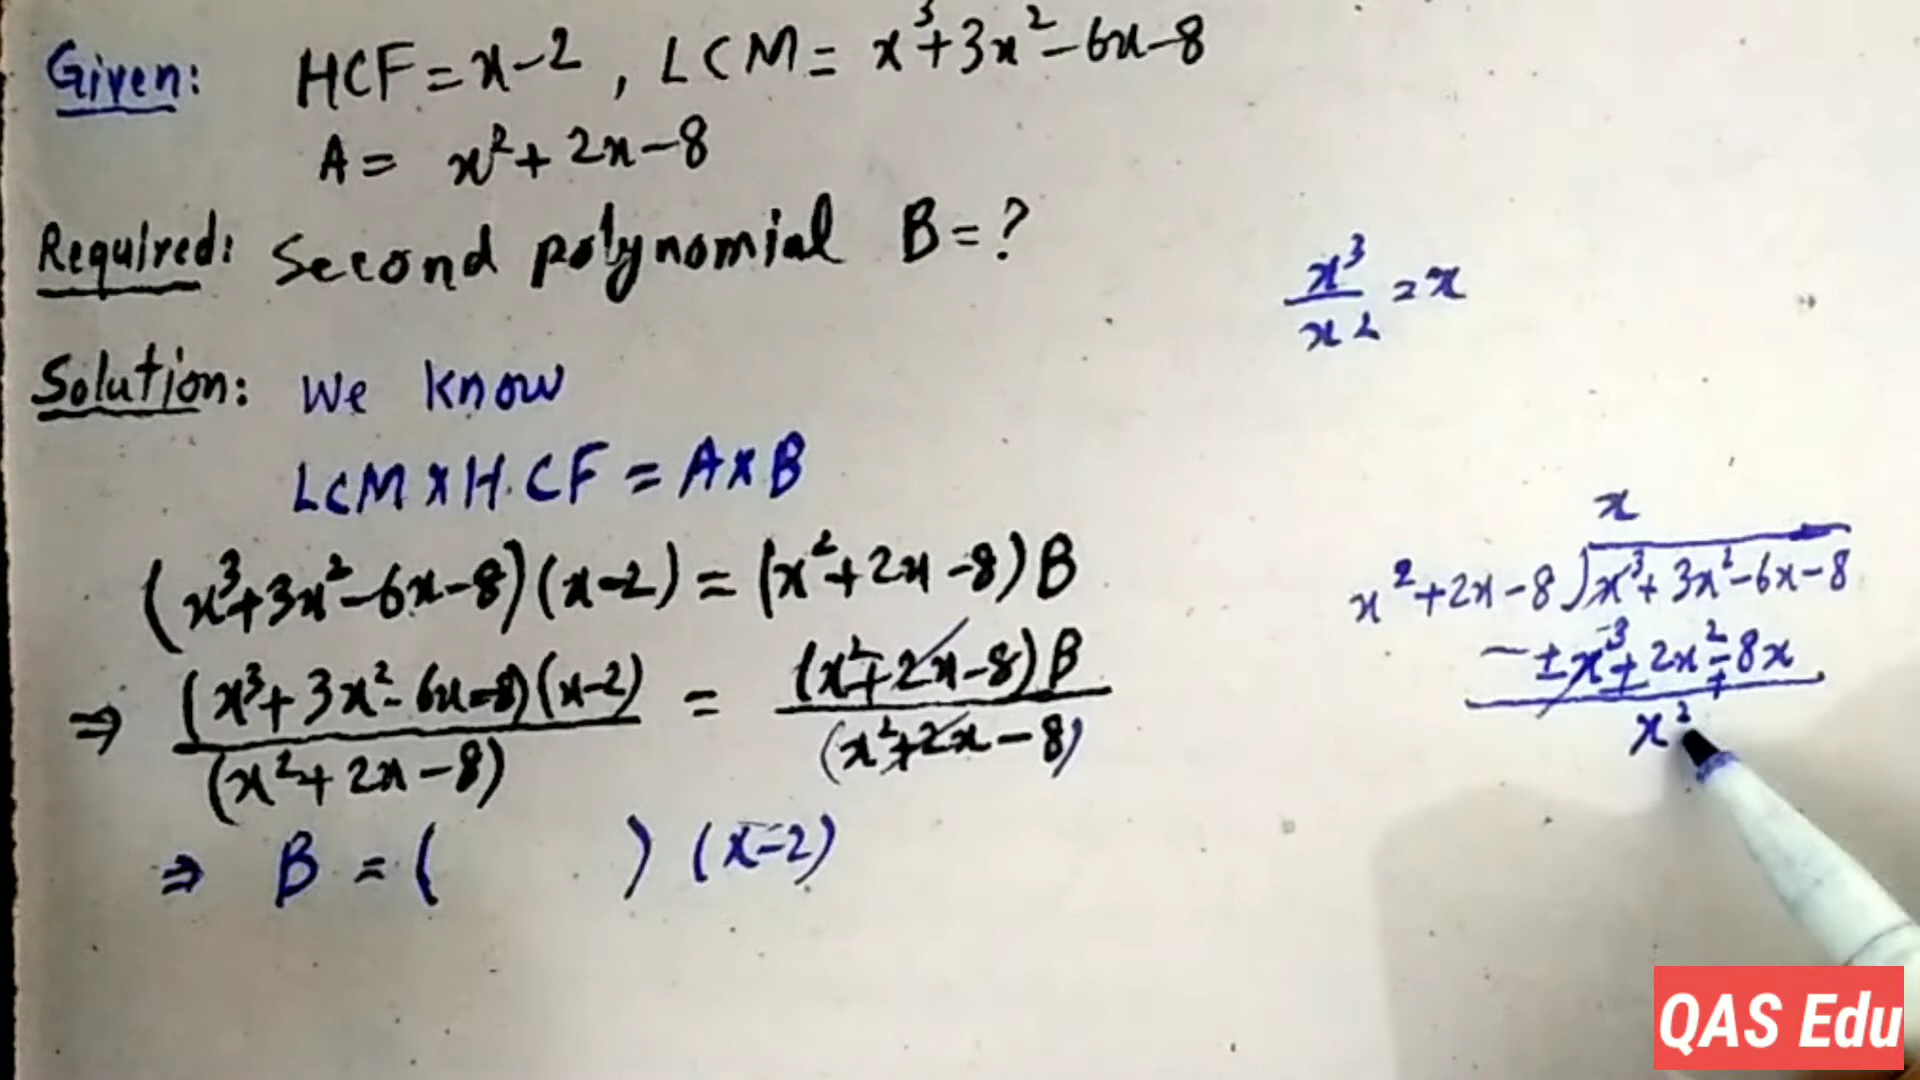 Given: HCF = x-2 , LCM = x³+3x²-6x-8
A = x²+2x-8
Required: Second polynomial B = ?
x³/x² = x
Solution: We know
LCM x H.CF = A x B
(x³+3x²-6x-8)(x-2) = (x²+2x-8)B
⇒ (x³+3x²-6x-8)(x-2)/(x²+2x-8) = (x²+2x-8)B/(x²+2x-8)
⇒ B = ( ) (x-2)
x
x²+2x-8)x³+3x²-6x-8
-±x³+2x²-8x
x²
QAS Edu